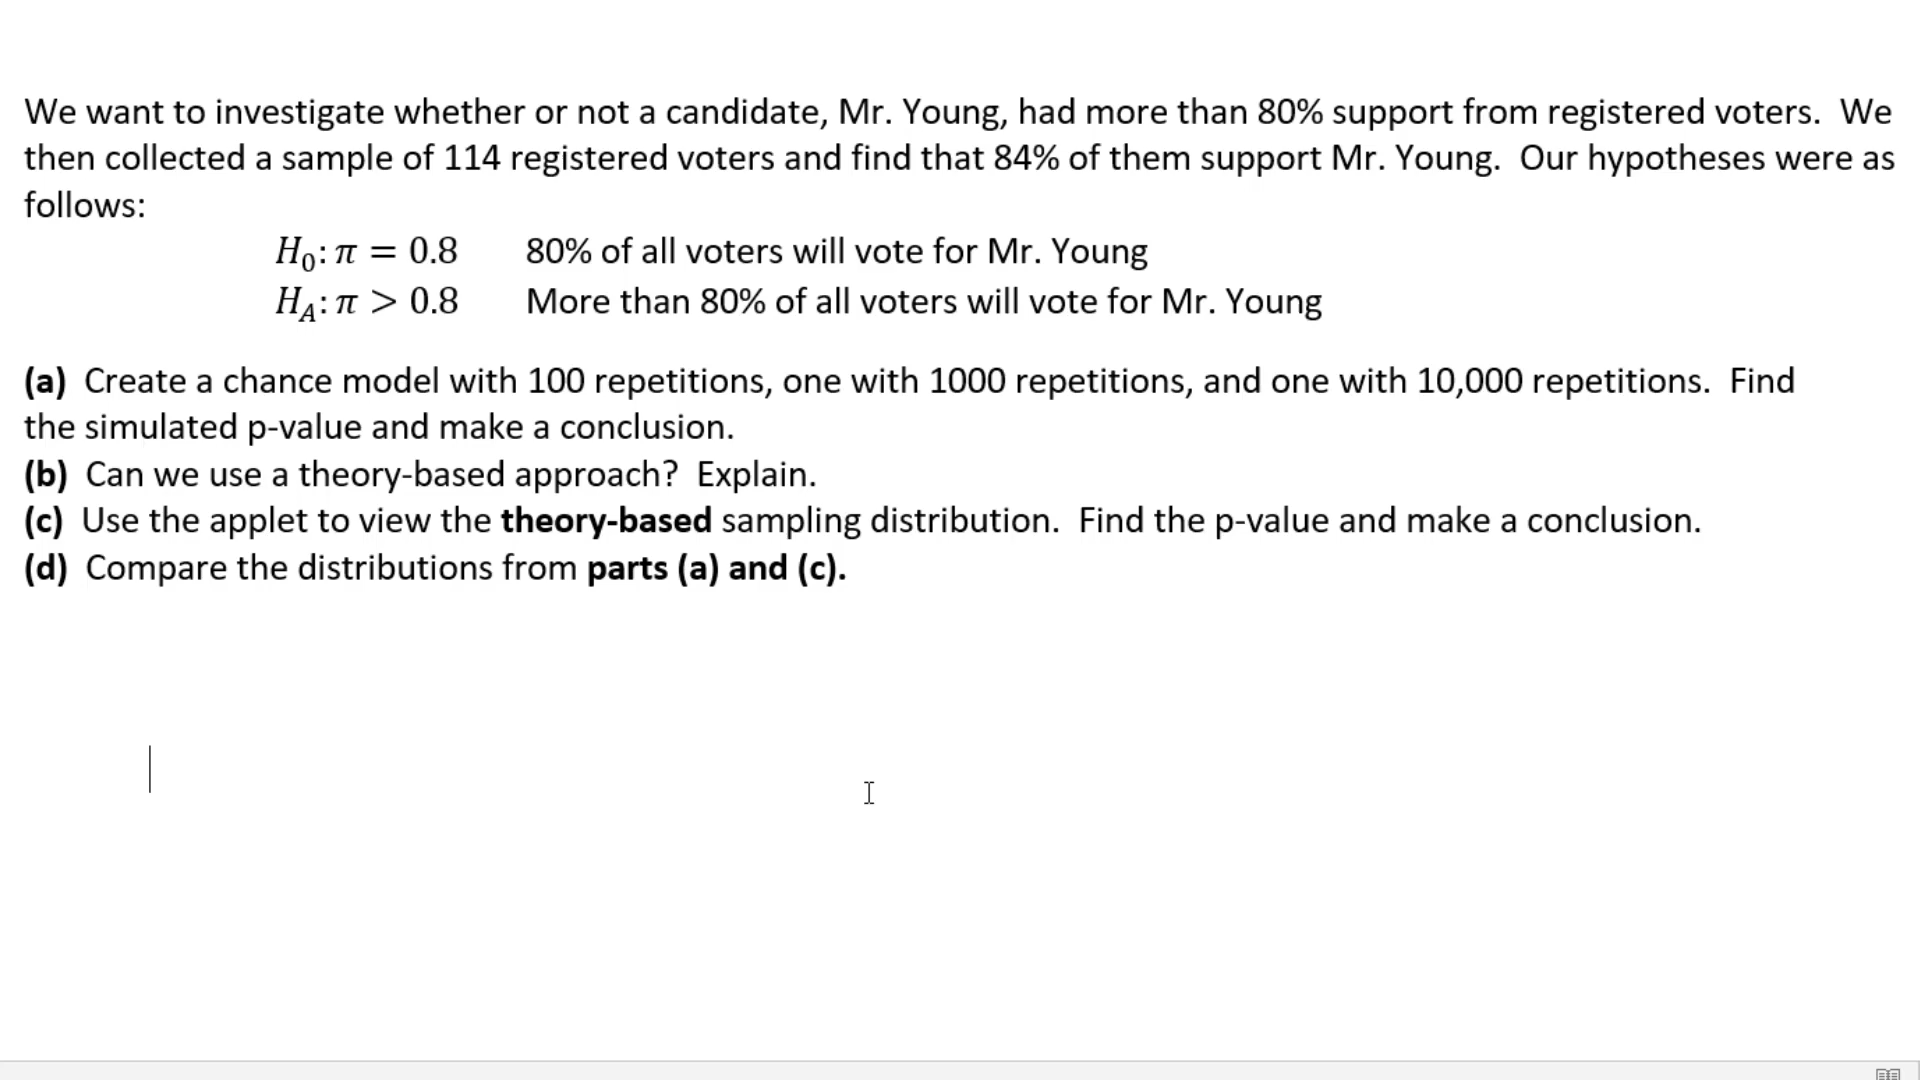 We want to investigate whether or not a candidate, Mr. Young, had more than 80% support from registered voters.  We
then collected a sample of 114 registered voters and find that 84% of them support Mr. Young.  Our hypotheses were as
follows:
H₀: π = 0.8 80% of all voters will vote for Mr. Young
H_A: π > 0.8 More than 80% of all voters will vote for Mr. Young
(a)  Create a chance model with 100 repetitions, one with 1000 repetitions, and one with 10,000 repetitions.  Find
the simulated p-value and make a conclusion.
(b)  Can we use a theory-based approach?  Explain.
(c)  Use the applet to view the theory-based sampling distribution.  Find the p-value and make a conclusion.
(d)  Compare the distributions from parts (a) and (c).